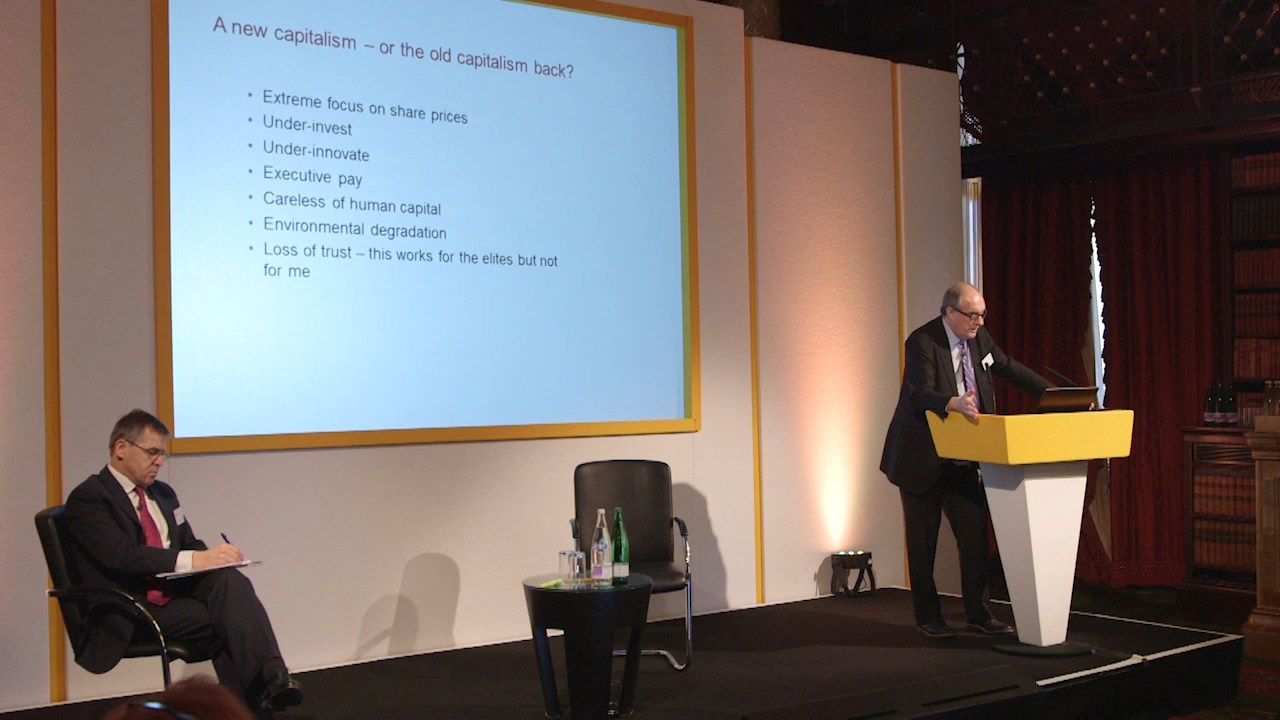 A new capitalism – or the old capitalism back?
• Extreme focus on share prices
• Under-invest
• Under-innovate
• Executive pay
• Careless of human capital
• Environmental degradation
• Loss of trust – this works for the elites but not
for me